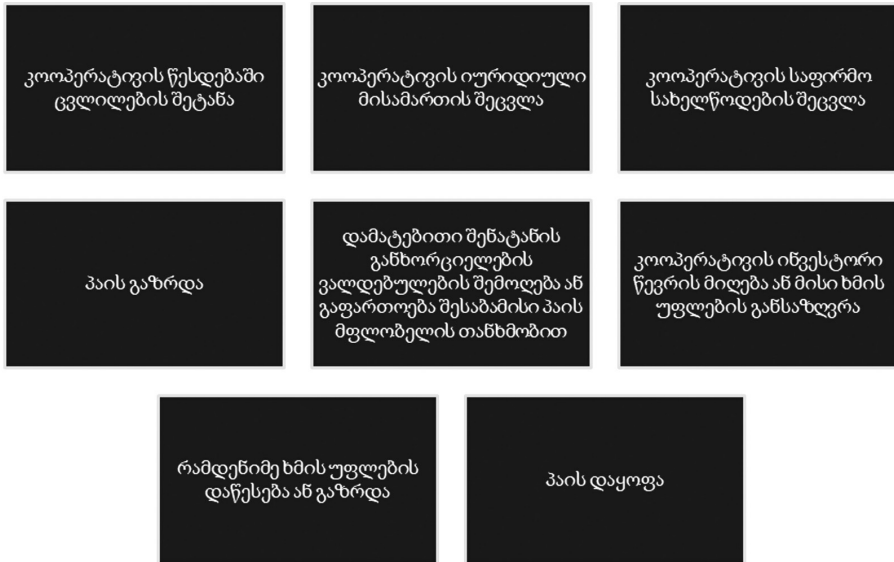 კოოპერატივის წესდებაში
ცვლილების შეტანა
კოოპერატივის იურიდიული
მისამართის შეცვლა
კოოპერატივის საფირმო
სახელწოდების შეცვლა
პაის გაზრდა
დამატებითი შენატანის
განხორციელების
ვალდებულების შემოღება ან
გაფართოება შესაბამისი პაის
მფლობელის თანხმობით
კოოპერატივის ინვესტორი
წევრის მიღება ან მისი ხმის
უფლების განსაზღვრა
რამდენიმე ხმის უფლების
დაწესება ან გაზრდა
პაის დაყოფა